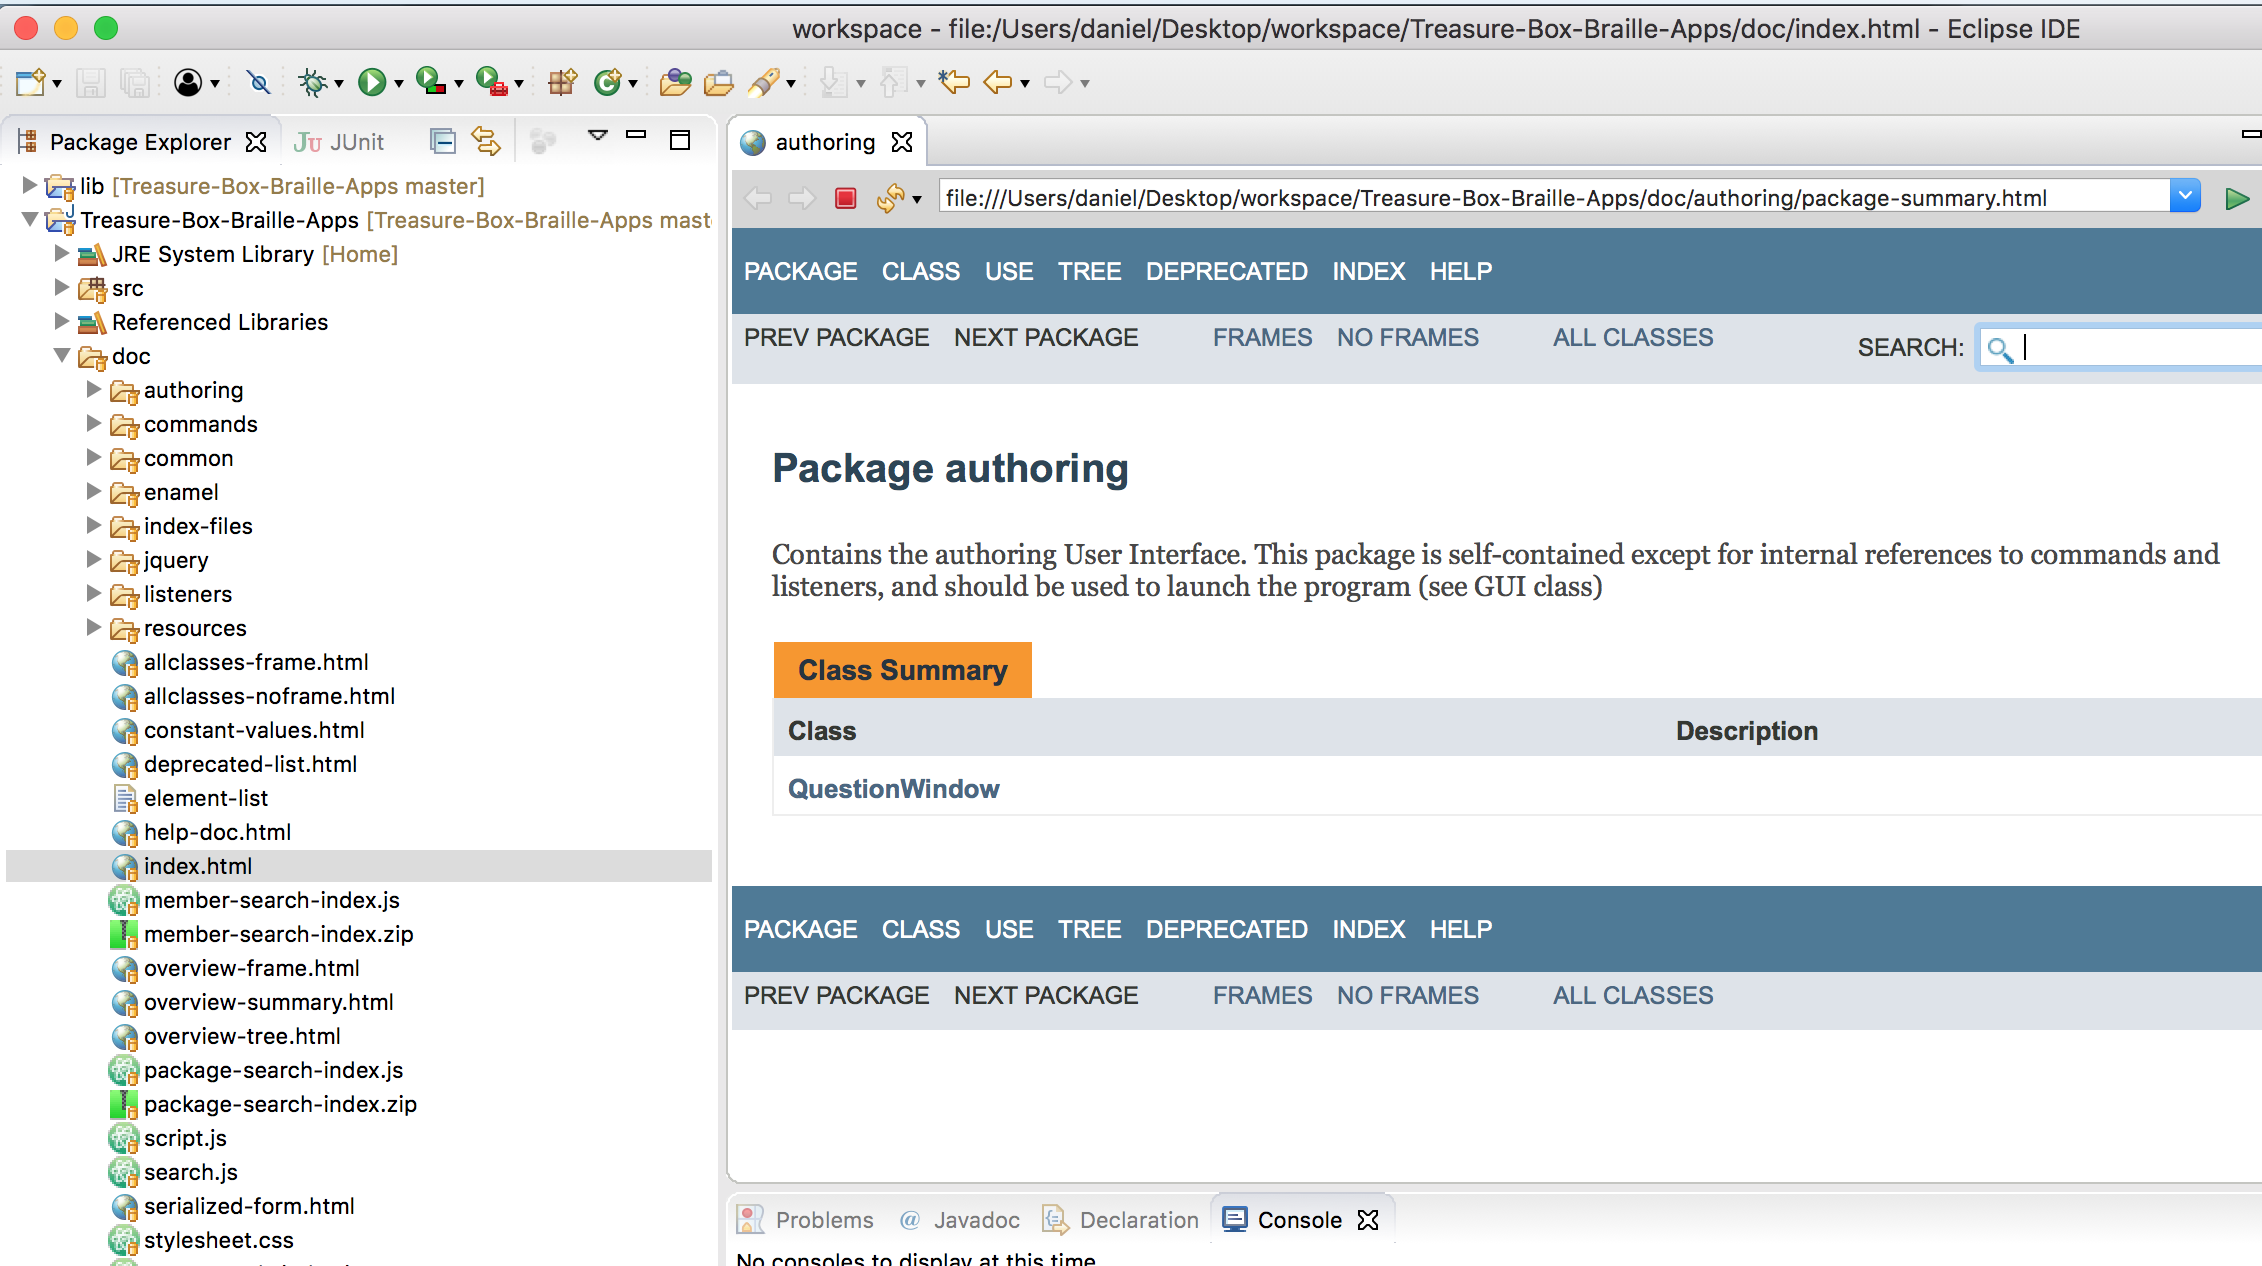 workspace - file:/Users/daniel/Desktop/workspace/Treasure-Box-Braille-Apps/doc/index.html - Eclipse IDE
Package Explorer
JUnit
lib [Treasure-Box-Braille-Apps master]
Treasure-Box-Braille-Apps [Treasure-Box-Braille-Apps mast
JRE System Library [Home]
src
Referenced Libraries
doc
authoring
commands
common
enamel
index-files
jquery
listeners
resources
allclasses-frame.html
allclasses-noframe.html
constant-values.html
deprecated-list.html
element-list
help-doc.html
index.html
member-search-index.js
member-search-index.zip
overview-frame.html
overview-summary.html
overview-tree.html
package-search-index.js
package-search-index.zip
script.js
search.js
serialized-form.html
stylesheet.css
authoring
file:///Users/daniel/Desktop/workspace/Treasure-Box-Braille-Apps/doc/authoring/package-summary.html
PACKAGE CLASS USE TREE DEPRECATED INDEX HELP
PREV PACKAGE NEXT PACKAGE FRAMES NO FRAMES ALL CLASSES
SEARCH:
Package authoring
Contains the authoring User Interface. This package is self-contained except for internal references to commands and
listeners, and should be used to launch the program (see GUI class)
Class Summary
Class Description
QuestionWindow
PACKAGE CLASS USE TREE DEPRECATED INDEX HELP
PREV PACKAGE NEXT PACKAGE FRAMES NO FRAMES ALL CLASSES
Problems @ Javadoc Declaration Console
No consoles to display at this time.